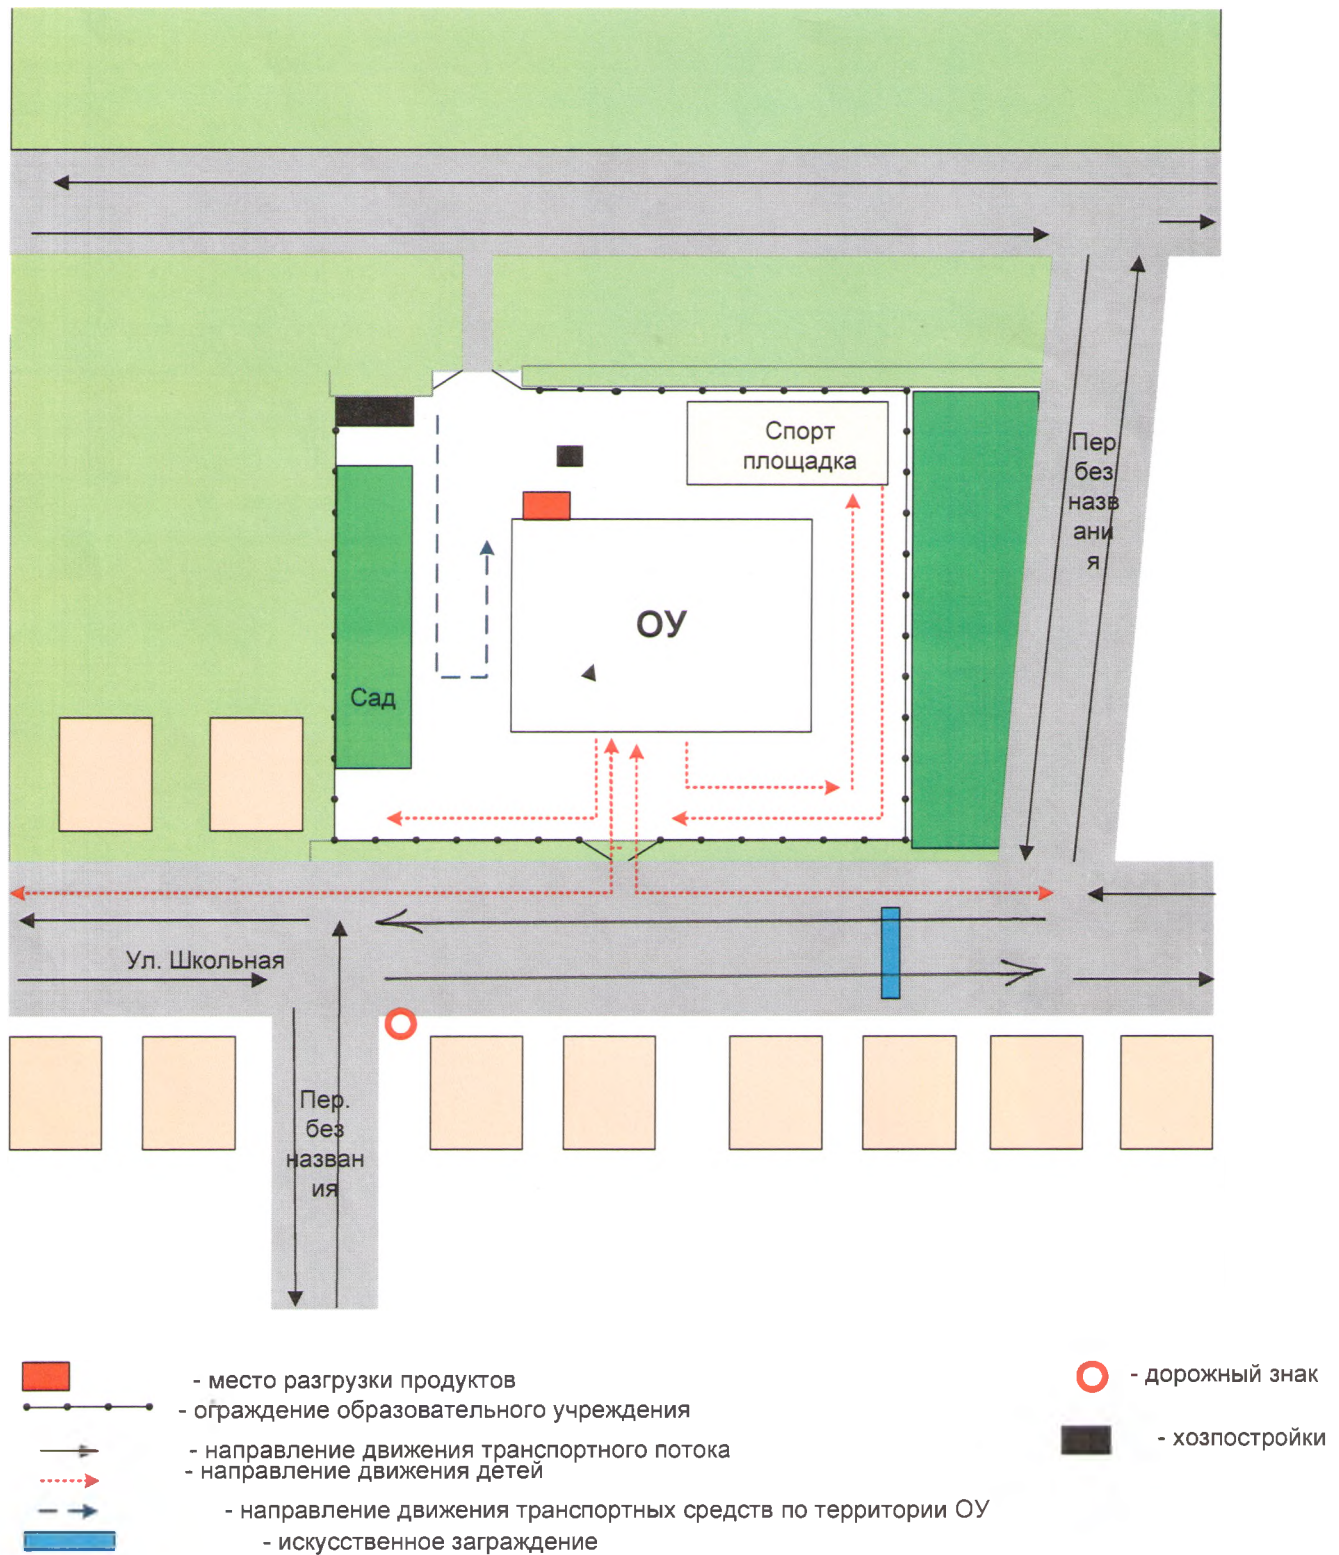 Спорт
площадка
Пер
без
назв
ани
я
ОУ
Сад
Ул. Школьная
Пер.
без
назван
ия
- место разгрузки продуктов
- ограждение образовательного учреждения
- направление движения транспортного потока
- направление движения детей
- направление движения транспортных средств по территории ОУ
- искусственное заграждение
- дорожный знак
- хозпостройки